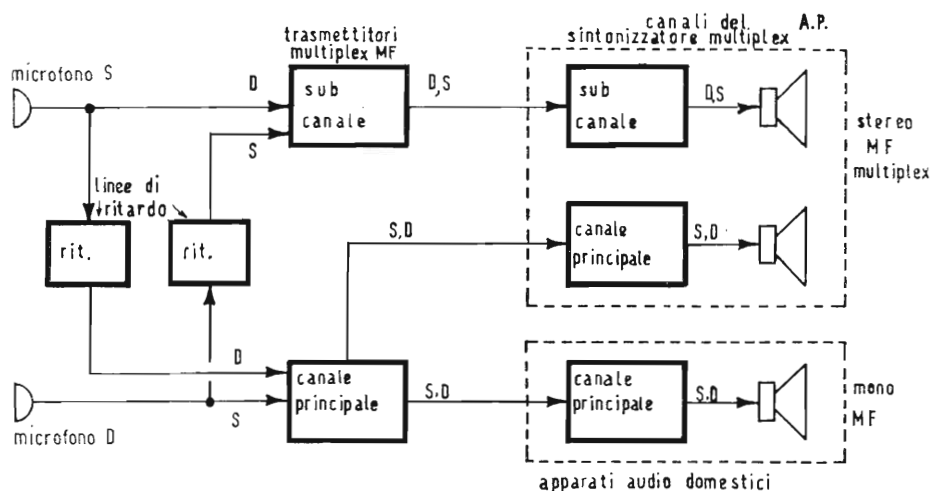 canali del A.P.
trasmettitori sintonizzatore multiplex
multiplex MF
microfono S
D
sub
canale
D,S
sub
canale
D,S
S
stereo
MF
multiplex
linee di
ritardo
rit.
rit.
S,D
canale
principale
S,D
D
canale
principale
S,D
canale
principale
S.D
mono
MF
S
microfono D
apparati audio domestici